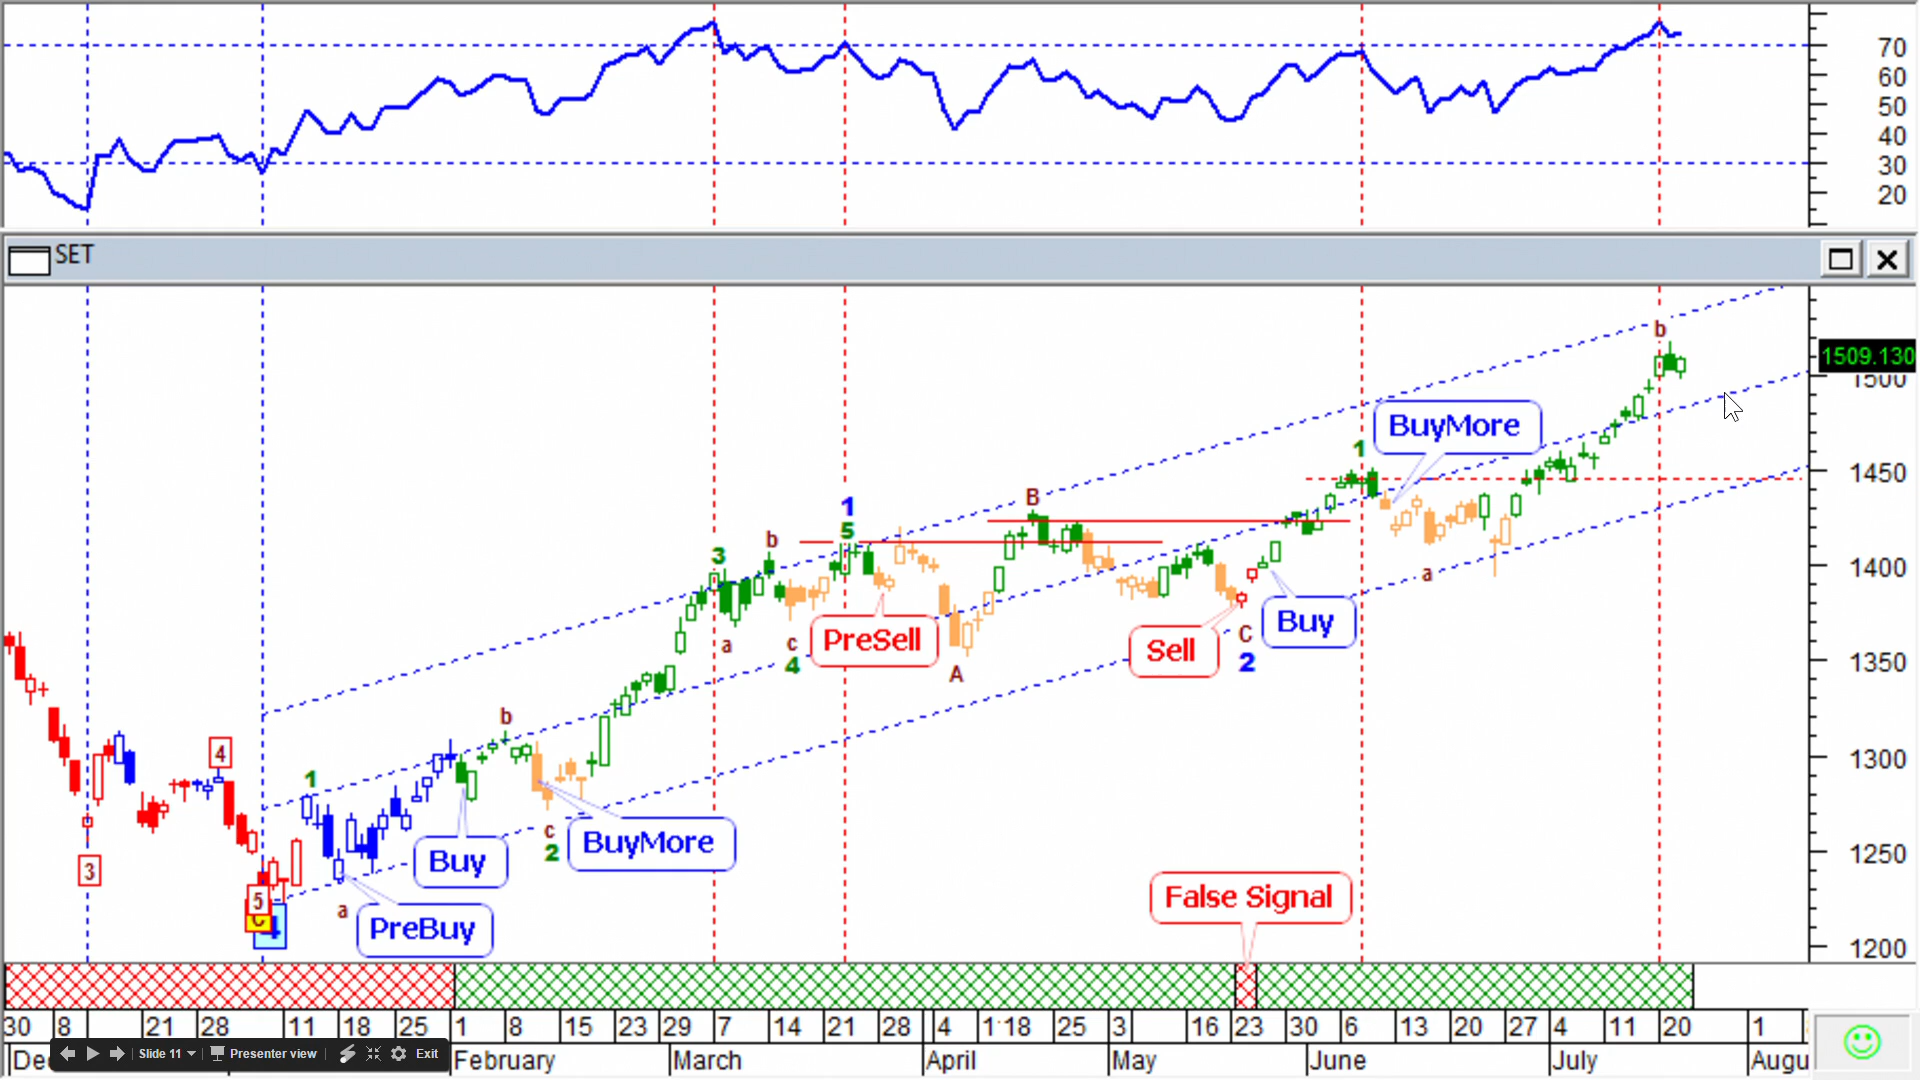 70
60
50
40
30
20
SET
b
1509.130
1500
BuyMore
1
1450
B
1
5
b
3
1400
a
PreSell
a
c
4
A
Sell
C
2
Buy
1350
b
4
1
1300
c
2
BuyMore
Buy
3
1250
5
C
4
a
PreBuy
False Signal
1200
30 8 21 28 11 18 25 1 8 15 23 29 7 14 21 28 4 18 25 3 16 23 30 6 13 20 27 4 11 20 1
De February March April May June July Augu
Slide 11 Presenter view Exit